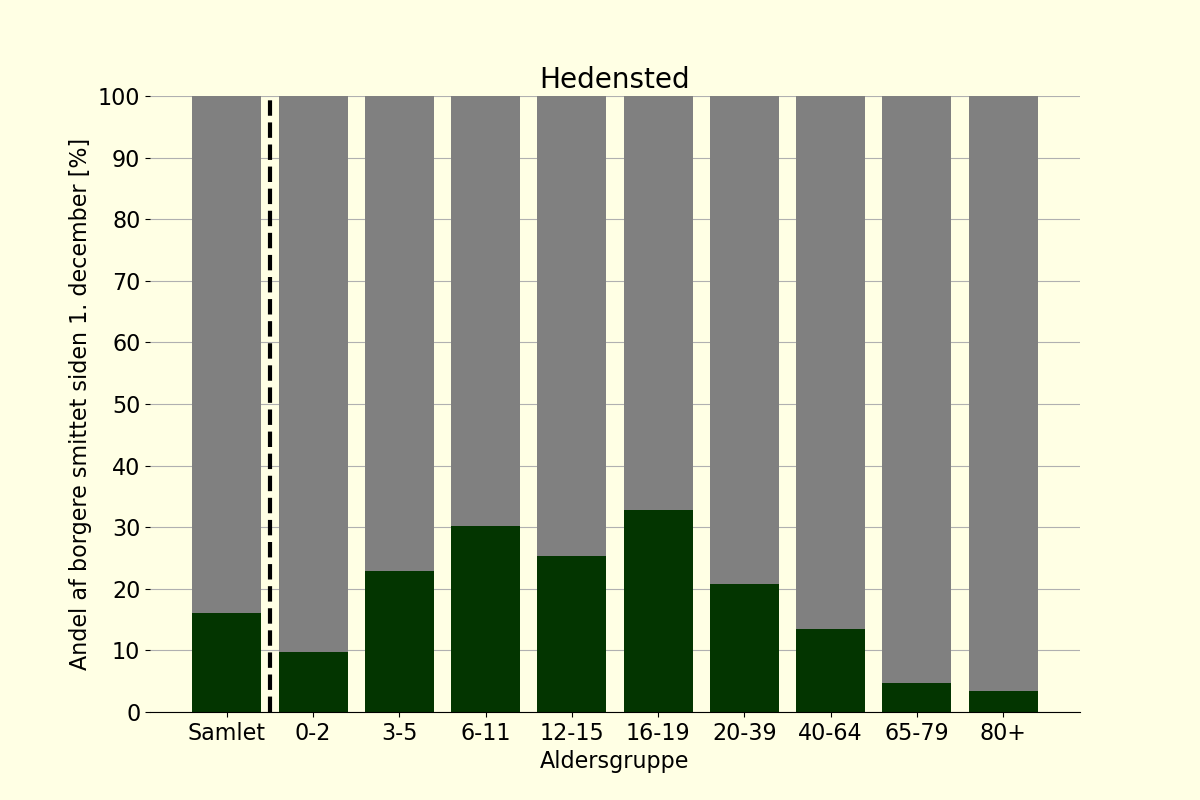 Hedensted
Andel af borgere smittet siden 1. december [%]
100
90
80
70
60
50
40
30
20
10
0
Samlet 0-2 3-5 6-11 12-15 16-19 20-39 40-64 65-79 80+
Aldersgruppe